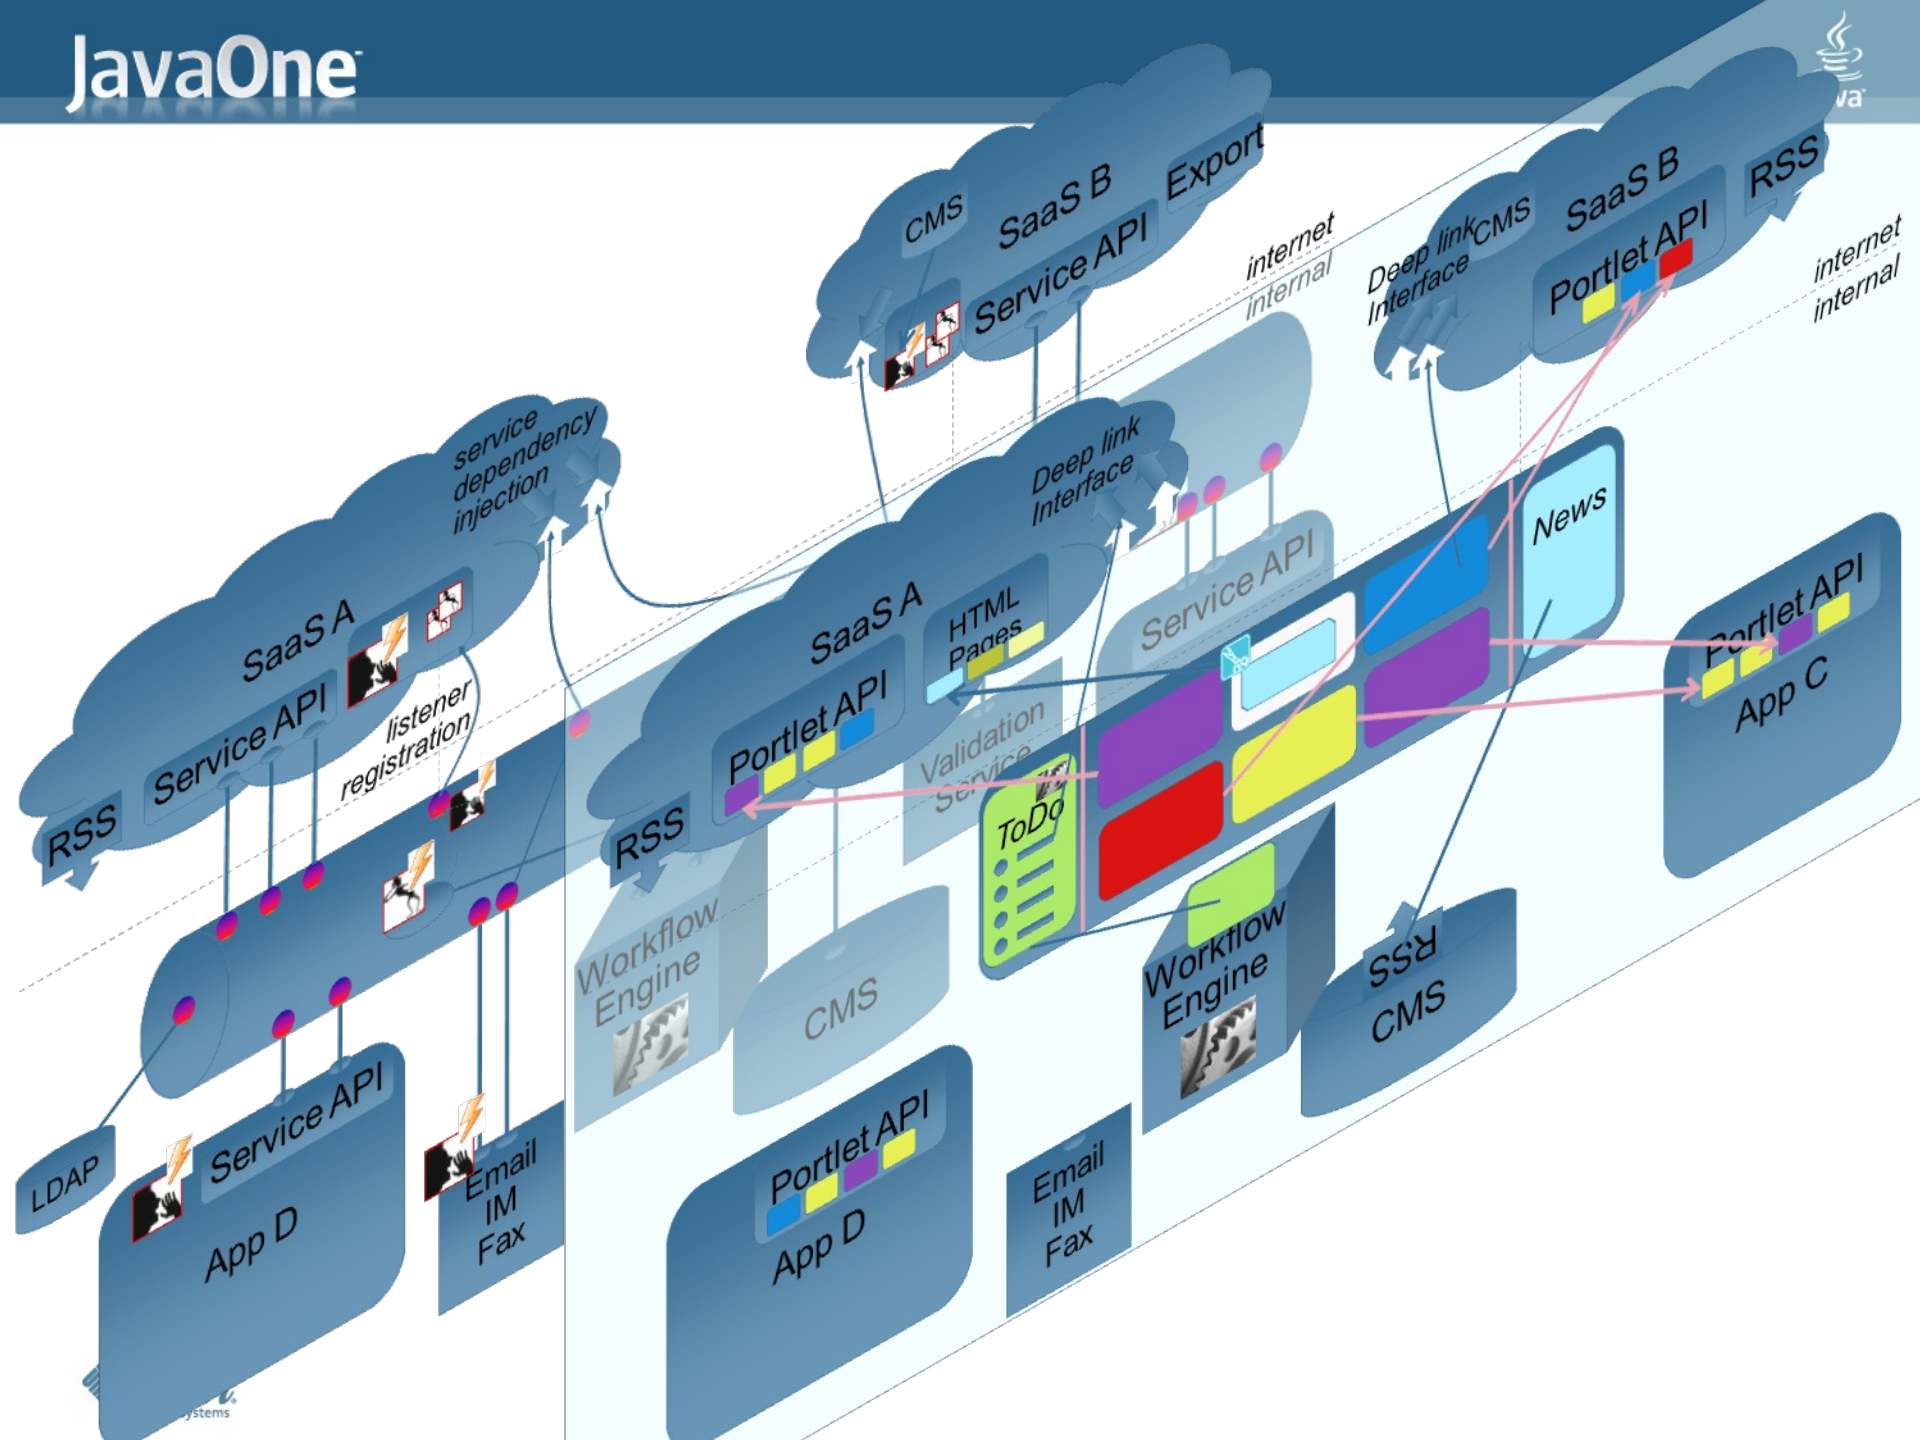 JavaOne
va
CMS
SaaS B
Export
Service API
internet
internal
Deep link
Interface
CMS
SaaS B
RSS
Portlet API
internet
internal
service
dependency
injection
SaaS A
Service API
RSS
listener
registration
Deep link
Interface
SaaS A
HTML
Pages
Portlet API
RSS
Service API
Validation
Service
News
ToDo
Portlet API
App C
Workflow
Engine
CMS
Workflow
Engine
RSS
CMS
LDAP
Service API
App D
Email
IM
Fax
Portlet API
App D
Email
IM
Fax
ystems